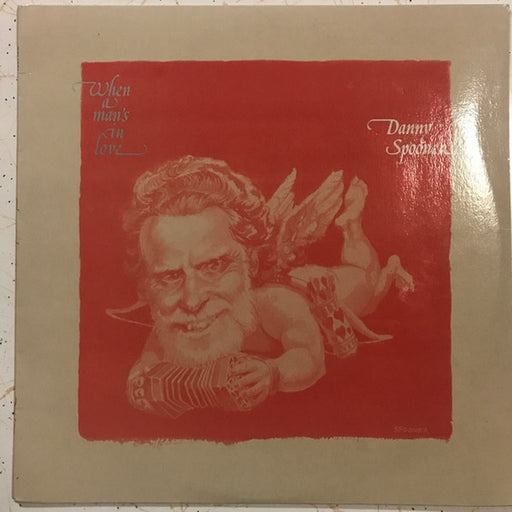 When
a
man's
in
love
Danny
Spooner